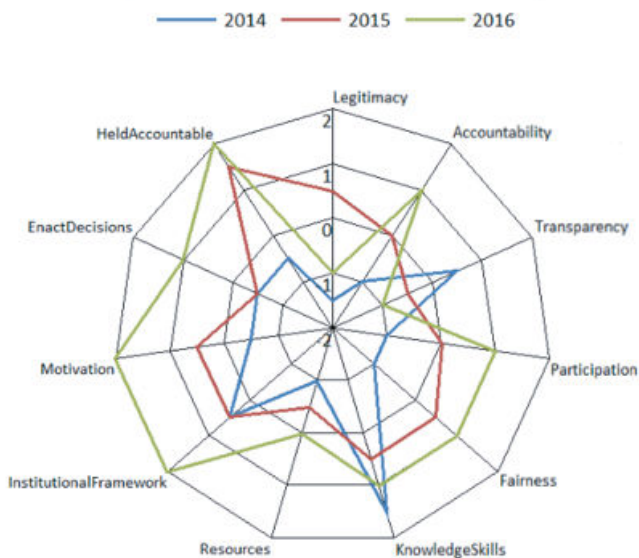 2014 2015 2016
Legitimacy
HeldAccountable
Accountability
EnactDecisions
Transparency
Motivation
Participation
InstitutionalFramework
Fairness
Resources
KnowledgeSkills
2
1
0
1
-2